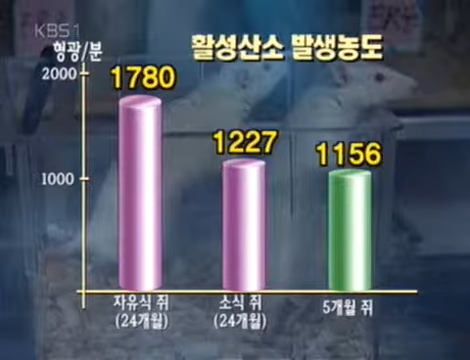 KBS1
형광/분
활성산소 발생농도
2000
1780
1227
1156
1000
자유식 쥐
(24개월)
소식 쥐
(24개월)
5개월 쥐